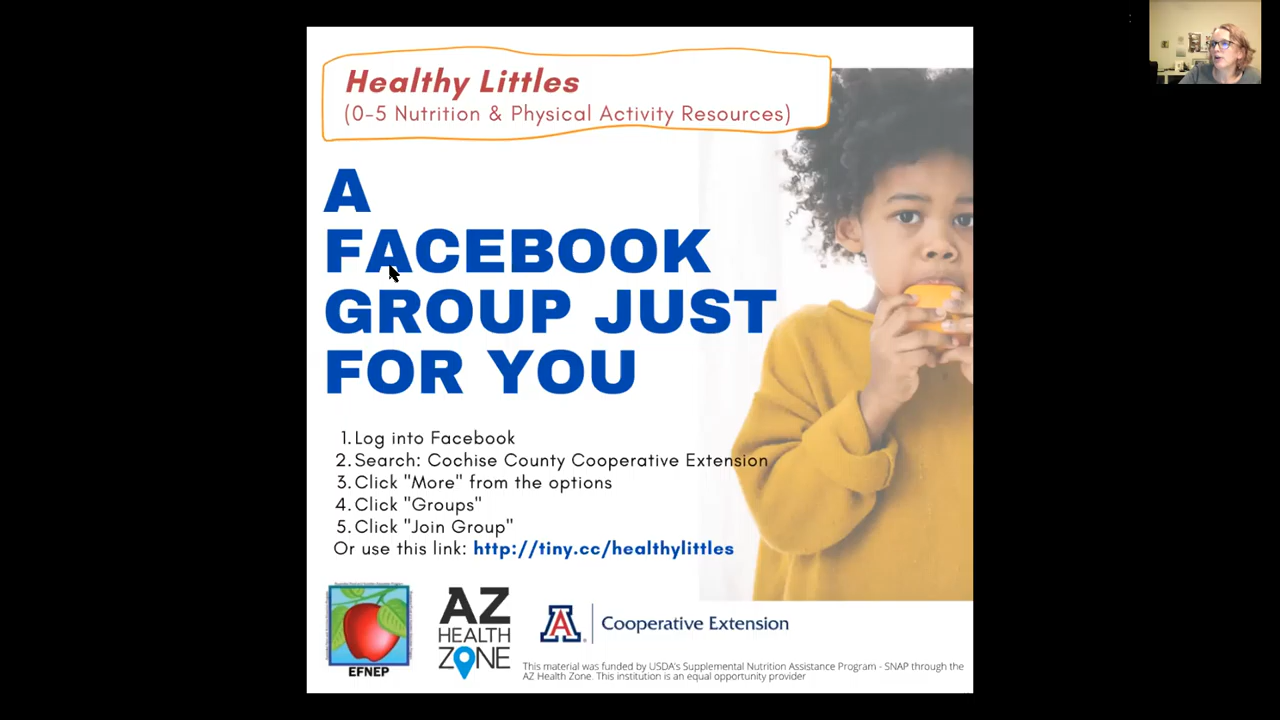 Healthy Littles
(0-5 Nutrition & Physical Activity Resources)
A
FACEBOOK
GROUP JUST
FOR YOU
1. Log into Facebook
2. Search: Cochise County Cooperative Extension
3. Click "More" from the options
4. Click "Groups"
5. Click "Join Group"
Or use this link: http://tiny.cc/healthylittles
EFNEP
AZ
HEALTH
ZONE
A
Cooperative Extension
This material was funded by USDA's Supplemental Nutrition Assistance Program - SNAP through the
AZ Health Zone. This institution is an equal opportunity provider